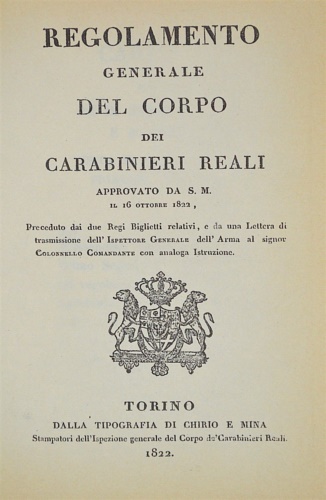 REGOLAMENTO
GENERALE
DEL CORPO
DEI
CARABINIERI REALI
APPROVATO DA S. M.
IL 16 OTTOBRE 1822,
Preceduto dai due Regi Biglietti relativi, e da una Lettera di
trasmissione dell' ISPETTORE GENERALE dell' Arma al signor
COLONNELLO COMANDANTE con analoga Istruzione.
TORINO
DALLA TIPOGRAFIA DI CHIRIO E MINA
Stampatori dell'Ispezione generale del Corpo de'Carabinieri Reali.
1822.